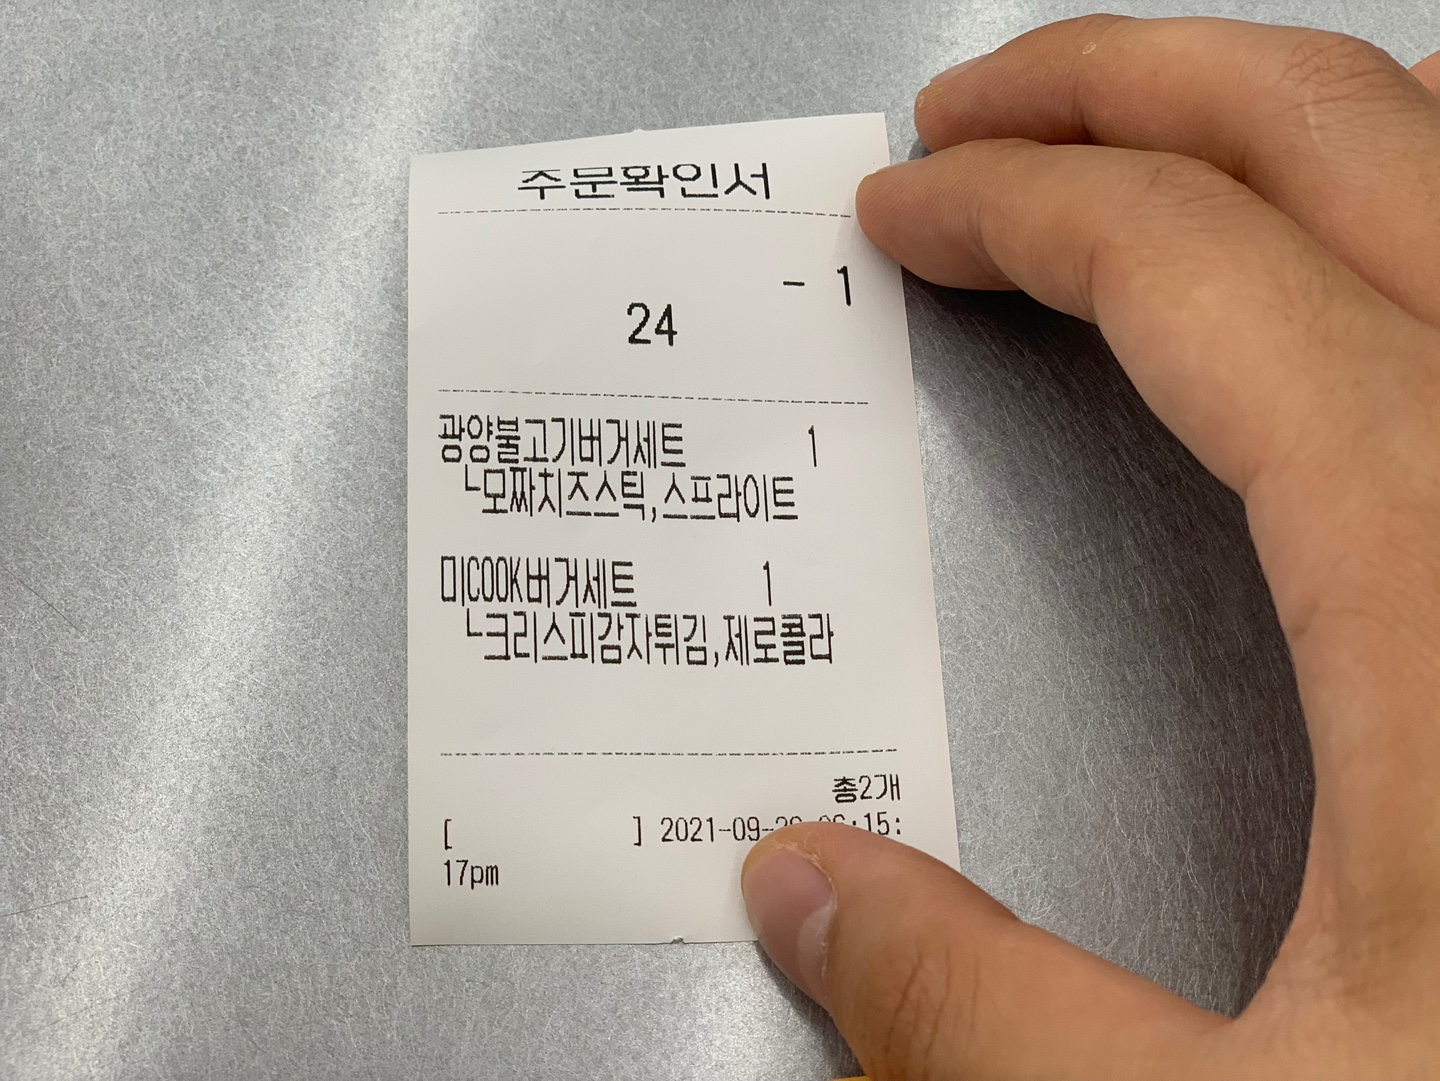 주문확인서
- 1
24
광양불고기버거세트 1
└모짜치즈스틱,스프라이트
미COOK버거세트 1
└크리스피감자튀김,제로콜라
총2개
[ ] 2021-09- :15:
17pm